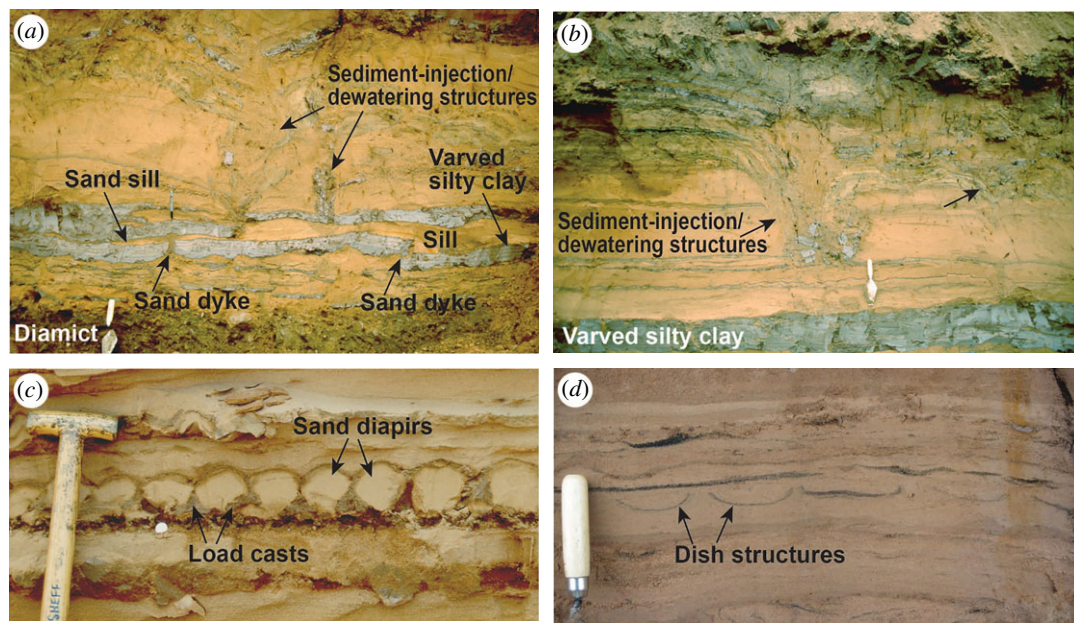 (a)
Sediment-injection/
dewatering structures
Varved
silty clay
Sand sill
Sill
Sand dyke
Sand dyke
Diamict
(b)
Sediment-injection/
dewatering structures
Varved silty clay
(c)
Sand diapirs
Load casts
SHEFF
(d)
Dish structures